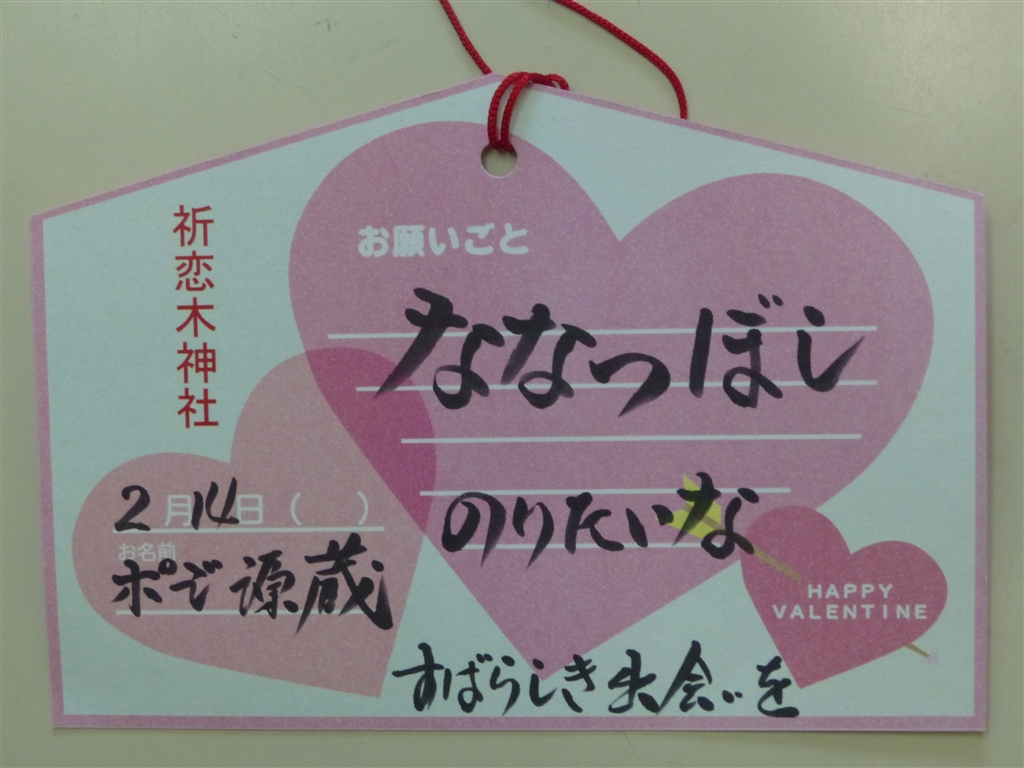 祈恋木神社
お願いごと
ななつぼし
のりたいな
2月14日（ ）
お名前
ポジ源蔵
HAPPY
VALENTINE
すばらしき出会‥を